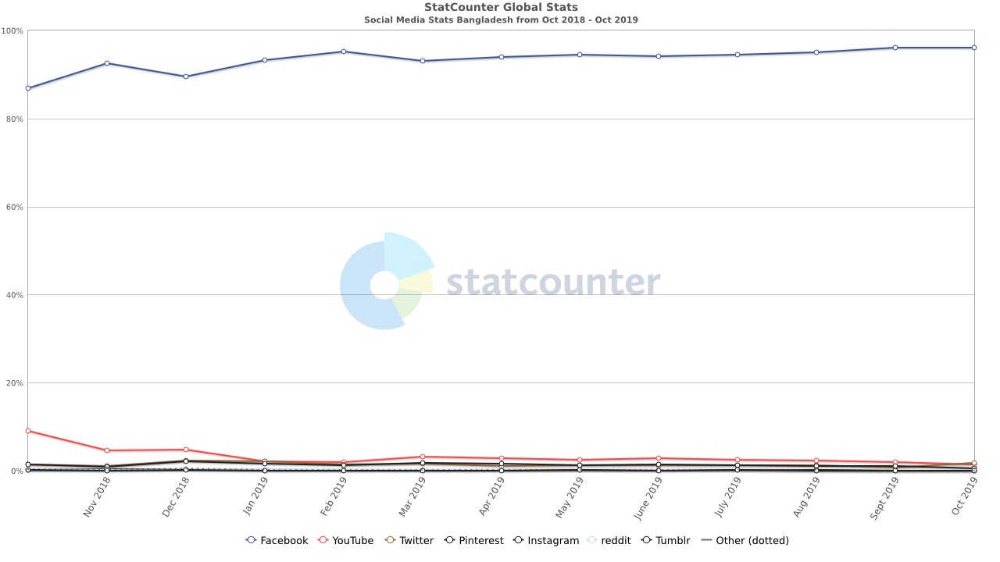 StatCounter Global Stats
Social Media Stats Bangladesh from Oct 2018 - Oct 2019
100%
80%
60%
statcounter
40%
20%
0%
Nov 2018
Dec 2018
Jan 2019
Feb 2019
Mar 2019
Apr 2019
May 2019
June 2019
July 2019
Aug 2019
Sept 2019
Oct 2019
Facebook YouTube Twitter Pinterest Instagram reddit Tumblr Other (dotted)